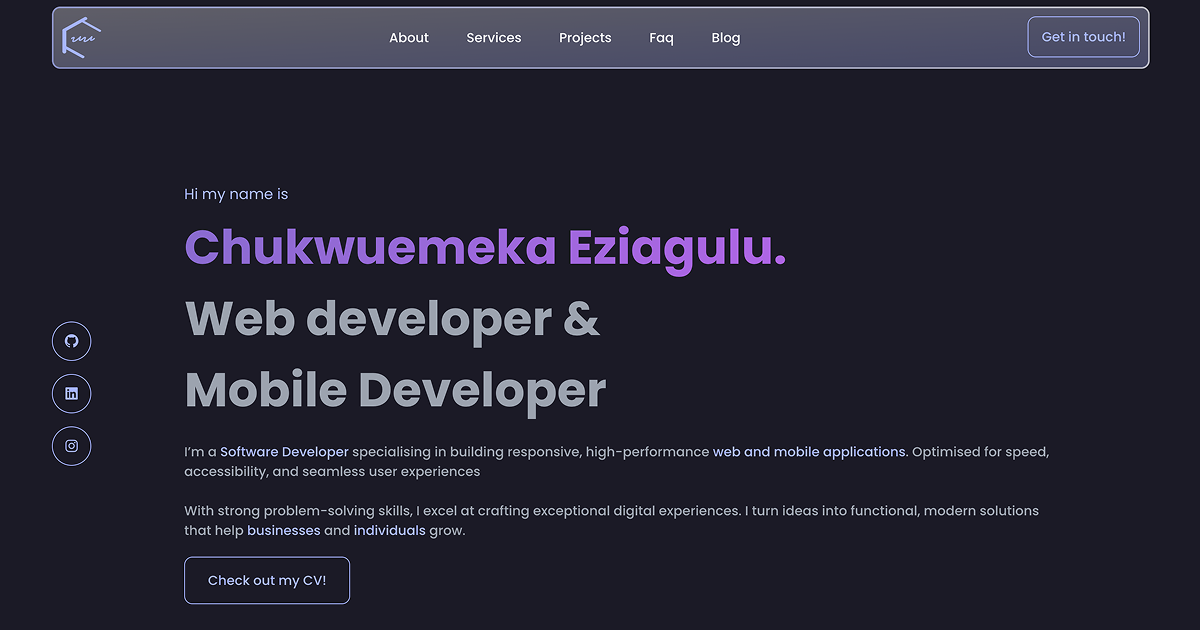 About Services Projects Faq Blog Get in touch!
Hi my name is
Chukwuemeka Eziagulu.
Web developer &
Mobile Developer
I’m a Software Developer specialising in building responsive, high-performance web and mobile applications. Optimised for speed,
accessibility, and seamless user experiences
With strong problem-solving skills, I excel at crafting exceptional digital experiences. I turn ideas into functional, modern solutions
that help businesses and individuals grow.
Check out my CV!